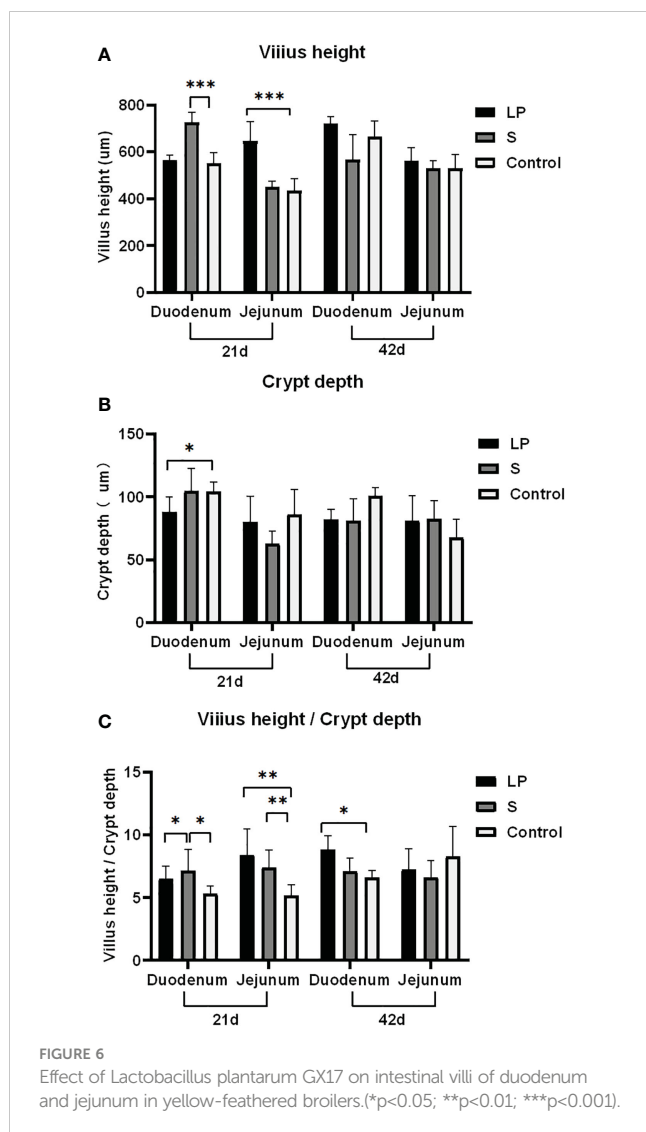 A
Viiius height
***
***
800
600
400
200
0
Villus height (um)
LP
S
Control
Duodenum Jejunum Duodenum Jejunum
21d
42d
B
Crypt depth
*
150
100
50
0
Crypt depth ( um)
LP
S
Control
Duodenum Jejunum Duodenum Jejunum
21d
42d
C
Viiius height / Crypt depth
**
**
*
*
*
15
10
5
0
Villus height / Crypt depth
LP
S
Control
Duodenum Jejunum Duodenum Jejunum
21d
42d
FIGURE 6
Effect of Lactobacillus plantarum GX17 on intestinal villi of duodenum
and jejunum in yellow-feathered broilers.(*p<0.05; **p<0.01; ***p<0.001).